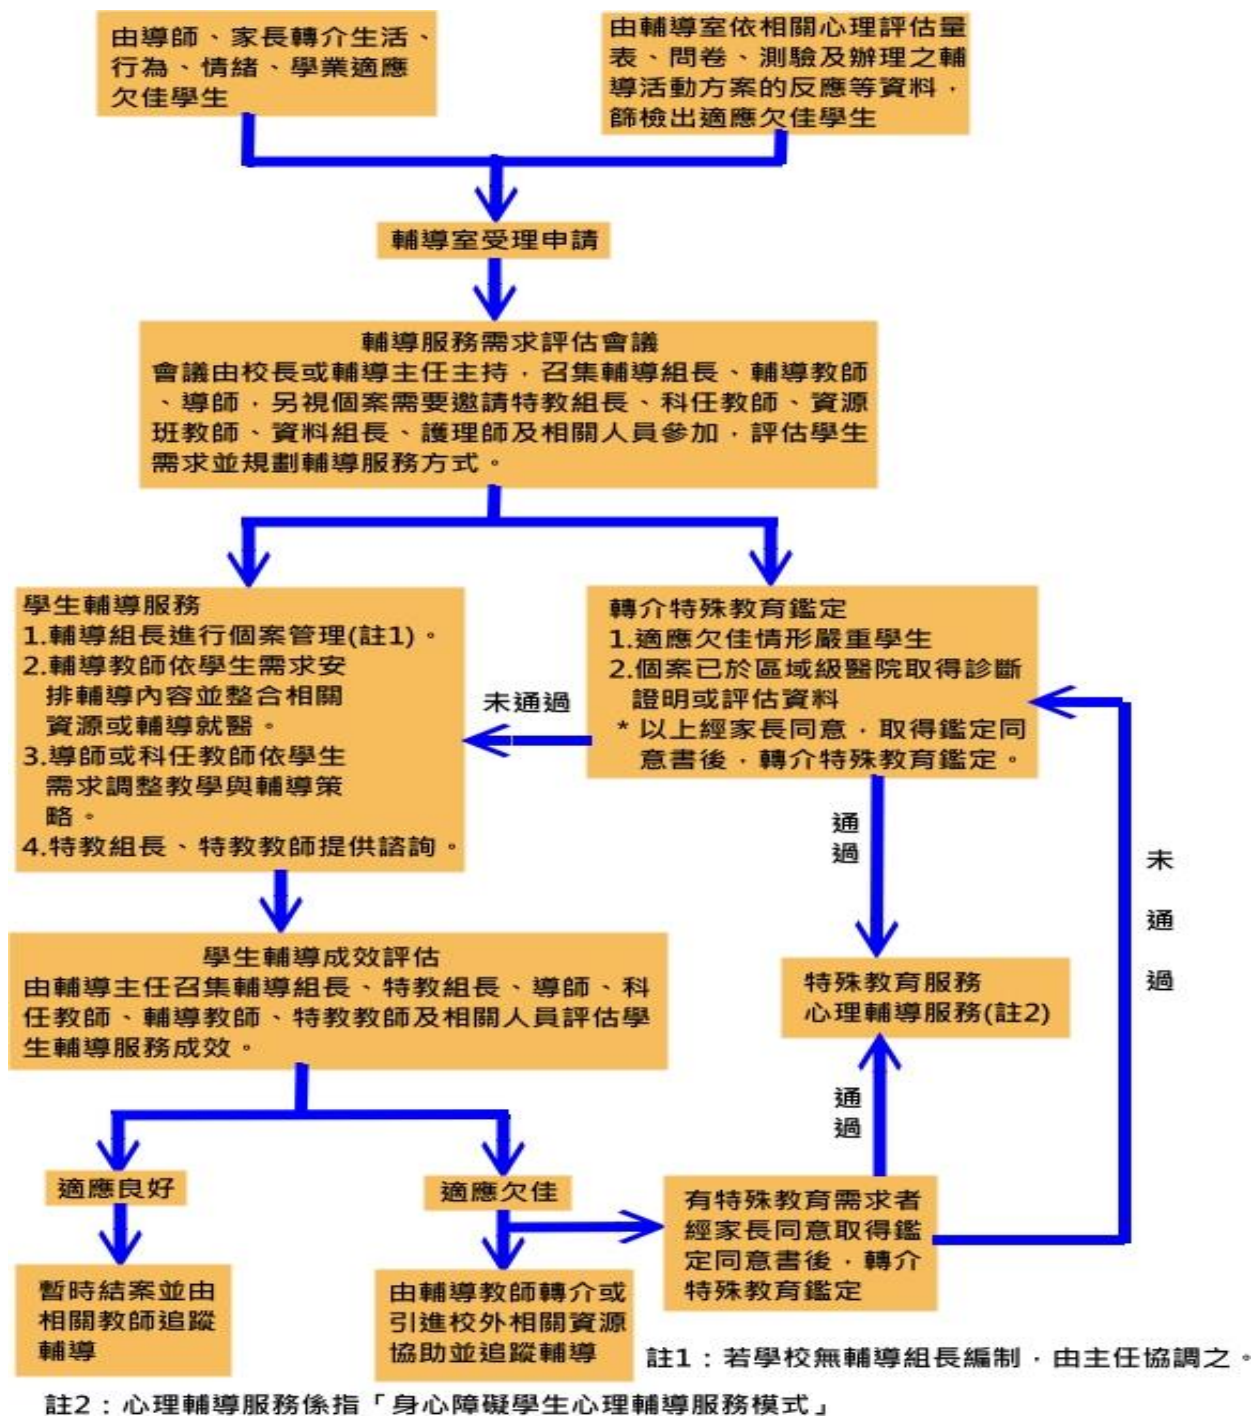 由導師、家長轉介生活、
行為、情緒、學業適應
欠佳學生
由輔導室依相關心理評估量
表、問卷、測驗及辦理之輔
導活動方案的反應等資料，
篩檢出適應欠佳學生
輔導室受理申請
輔導服務需求評估會議
會議由校長或輔導主任主持，召集輔導組長、輔導教師
、導師，另視個案需要邀請特教組長、科任教師、資源
班教師、資料組長、護理師及相關人員參加，評估學生
需求並規劃輔導服務方式。
學生輔導服務
1.輔導組長進行個案管理(註1)。
2.輔導教師依學生需求安
排輔導內容並整合相關
資源或輔導就醫。
3.導師或科任教師依學生
需求調整教學與輔導策
略。
4.特教組長、特教教師提供諮詢。
未通過
轉介特殊教育鑑定
1.適應欠佳情形嚴重學生
2.個案已於區域級醫院取得診斷
證明或評估資料
* 以上經家長同意，取得鑑定同
意書後，轉介特殊教育鑑定。
通過
未通過
特殊教育服務
心理輔導服務(註2)
通過
學生輔導成效評估
由輔導主任召集輔導組長、特教組長、導師、科
任教師、輔導教師、特教教師及相關人員評估學
生輔導服務成效。
適應良好
適應欠佳
有特殊教育需求者
經家長同意取得鑑
定同意書後，轉介
特殊教育鑑定
暫時結案並由
相關教師追蹤
輔導
由輔導教師轉介或
引進校外相關資源
協助並追蹤輔導
註1：若學校無輔導組長編制，由主任協調之。
註2：心理輔導服務係指「身心障礙學生心理輔導服務模式」